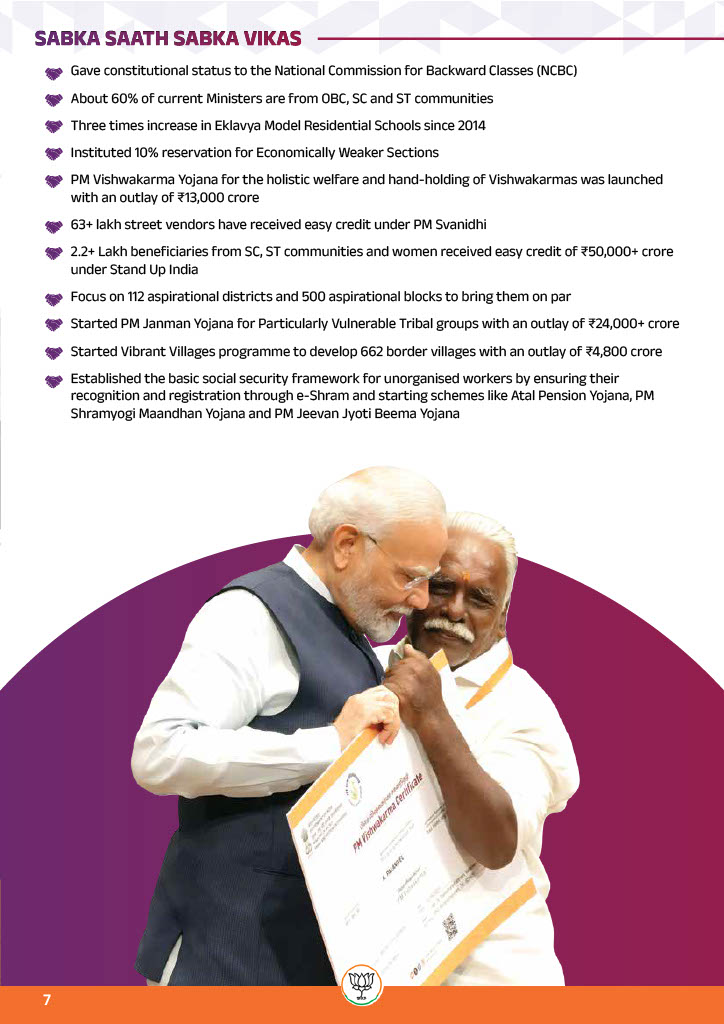 SABKA SAATH SABKA VIKAS
Gave constitutional status to the National Commission for Backward Classes (NCBC)
About 60% of current Ministers are from OBC, SC and ST communities
Three times increase in Eklavya Model Residential Schools since 2014
Instituted 10% reservation for Economically Weaker Sections
PM Vishwakarma Yojana for the holistic welfare and hand-holding of Vishwakarmas was launched
with an outlay of ₹13,000 crore
63+ lakh street vendors have received easy credit under PM Svanidhi
2.2+ Lakh beneficiaries from SC, ST communities and women received easy credit of ₹50,000+ crore
under Stand Up India
Focus on 112 aspirational districts and 500 aspirational blocks to bring them on par
Started PM Janman Yojana for Particularly Vulnerable Tribal groups with an outlay of ₹24,000+ crore
Started Vibrant Villages programme to develop 662 border villages with an outlay of ₹4,800 crore
Established the basic social security framework for unorganised workers by ensuring their
recognition and registration through e-Shram and starting schemes like Atal Pension Yojana, PM
Shramyogi Maandhan Yojana and PM Jeevan Jyoti Beema Yojana
PM Vishwakarma Certificate
7